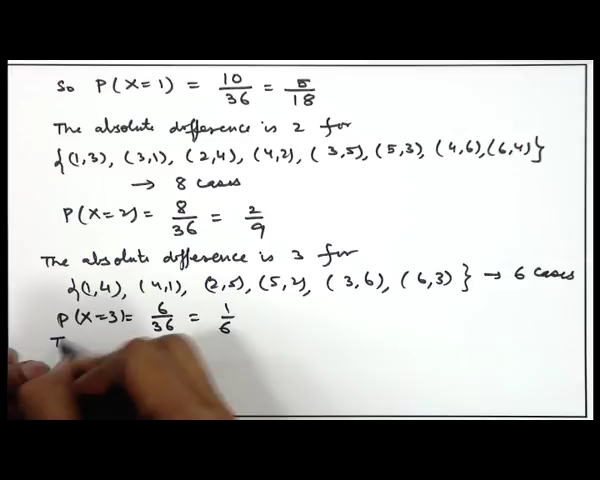 So P(X=1) = 10/36 = 5/18
The absolute difference is 2 for
{(1,3), (3,1), (2,4), (4,2), (3,5), (5,3), (4,6), (6,4)}
→ 8 cases
P(X=2) = 8/36 = 2/9
The absolute difference is 3 for
{(1,4), (4,1), (2,5), (5,2), (3,6), (6,3)} → 6 cases
P(X=3) = 6/36 = 1/6
T